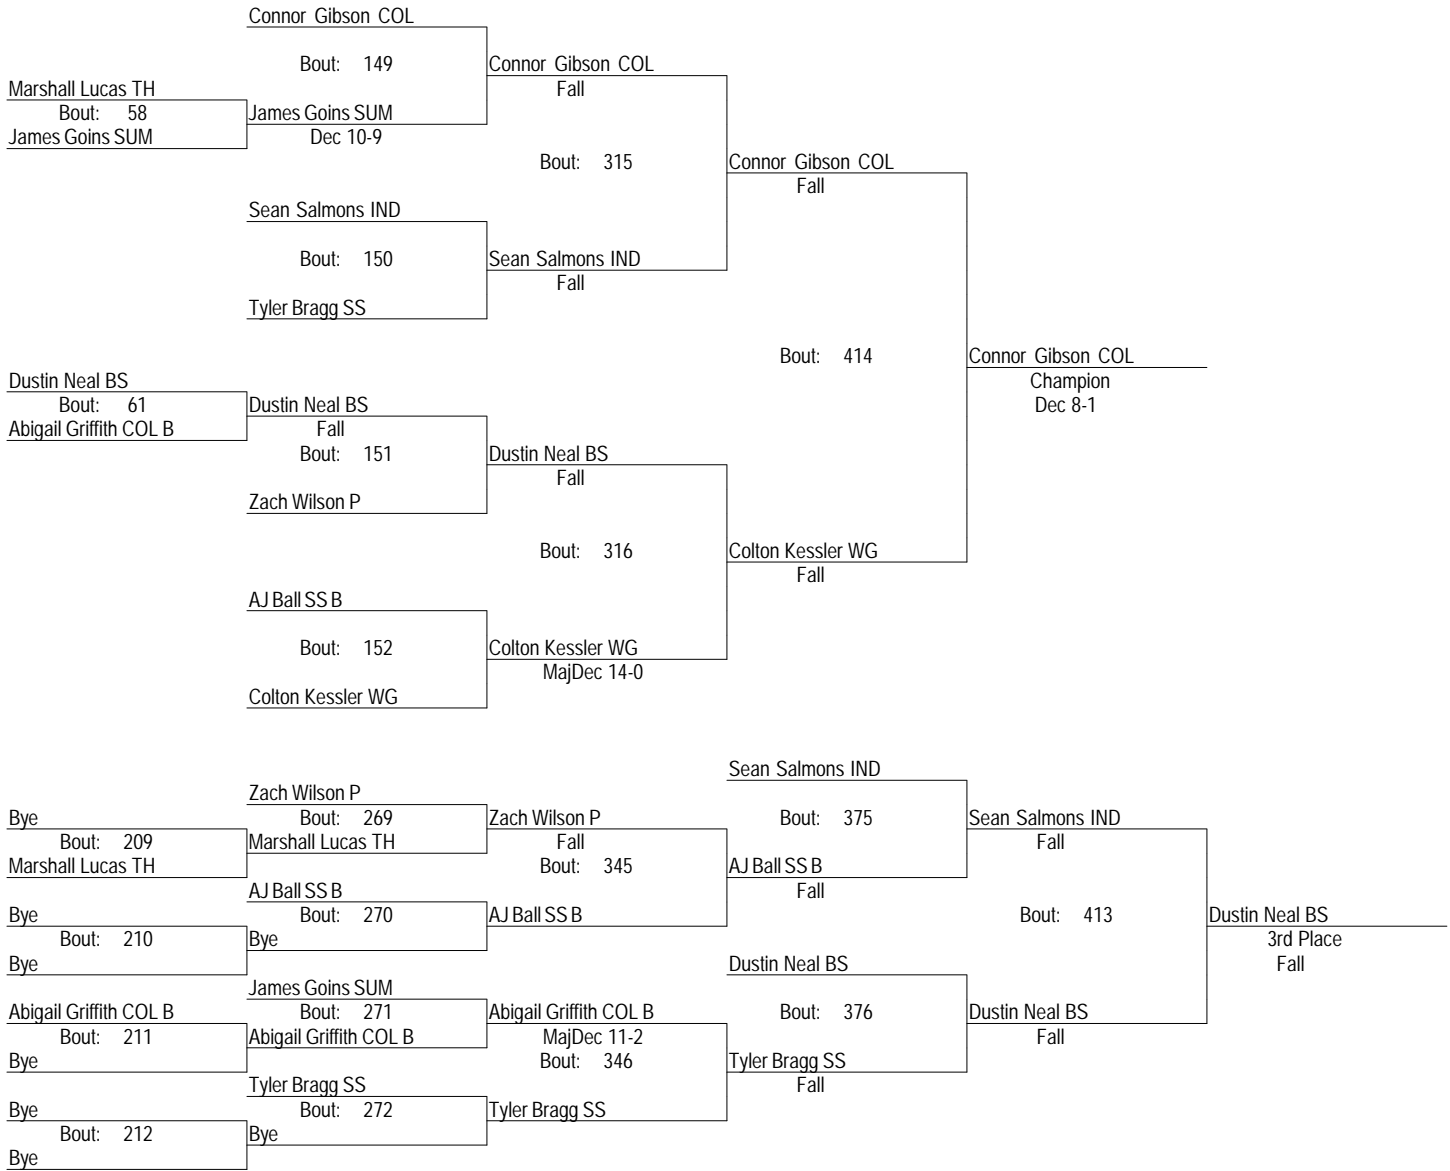 Connor Gibson COL
Bout: 149
Connor Gibson COL
Fall
Marshall Lucas TH
Bout: 58
James Goins SUM
James Goins SUM
Dec 10-9
Bout: 315
Connor Gibson COL
Fall
Sean Salmons IND
Bout: 150
Sean Salmons IND
Fall
Tyler Bragg SS
Bout: 414
Connor Gibson COL
Champion
Dec 8-1
Dustin Neal BS
Bout: 61
Abigail Griffith COL B
Dustin Neal BS
Fall
Bout: 151
Dustin Neal BS
Fall
Zach Wilson P
Bout: 316
Colton Kessler WG
Fall
AJ Ball SS B
Bout: 152
Colton Kessler WG
MajDec 14-0
Colton Kessler WG
Sean Salmons IND
Zach Wilson P
Bye
Bout: 269
Zach Wilson P
Bout: 375
Sean Salmons IND
Bout: 209
Marshall Lucas TH
Fall
Fall
Marshall Lucas TH
Bout: 345
AJ Ball SS B
AJ Ball SS B
Fall
Bye
Bout: 270
AJ Ball SS B
Bout: 413
Dustin Neal BS
Bout: 210
Bye
3rd Place
Bye
Dustin Neal BS
Fall
James Goins SUM
Abigail Griffith COL B
Bout: 271
Abigail Griffith COL B
Bout: 376
Dustin Neal BS
Bout: 211
Abigail Griffith COL B
MajDec 11-2
Fall
Bye
Bout: 346
Tyler Bragg SS
Tyler Bragg SS
Fall
Bye
Bout: 272
Tyler Bragg SS
Bout: 212
Bye
Bye